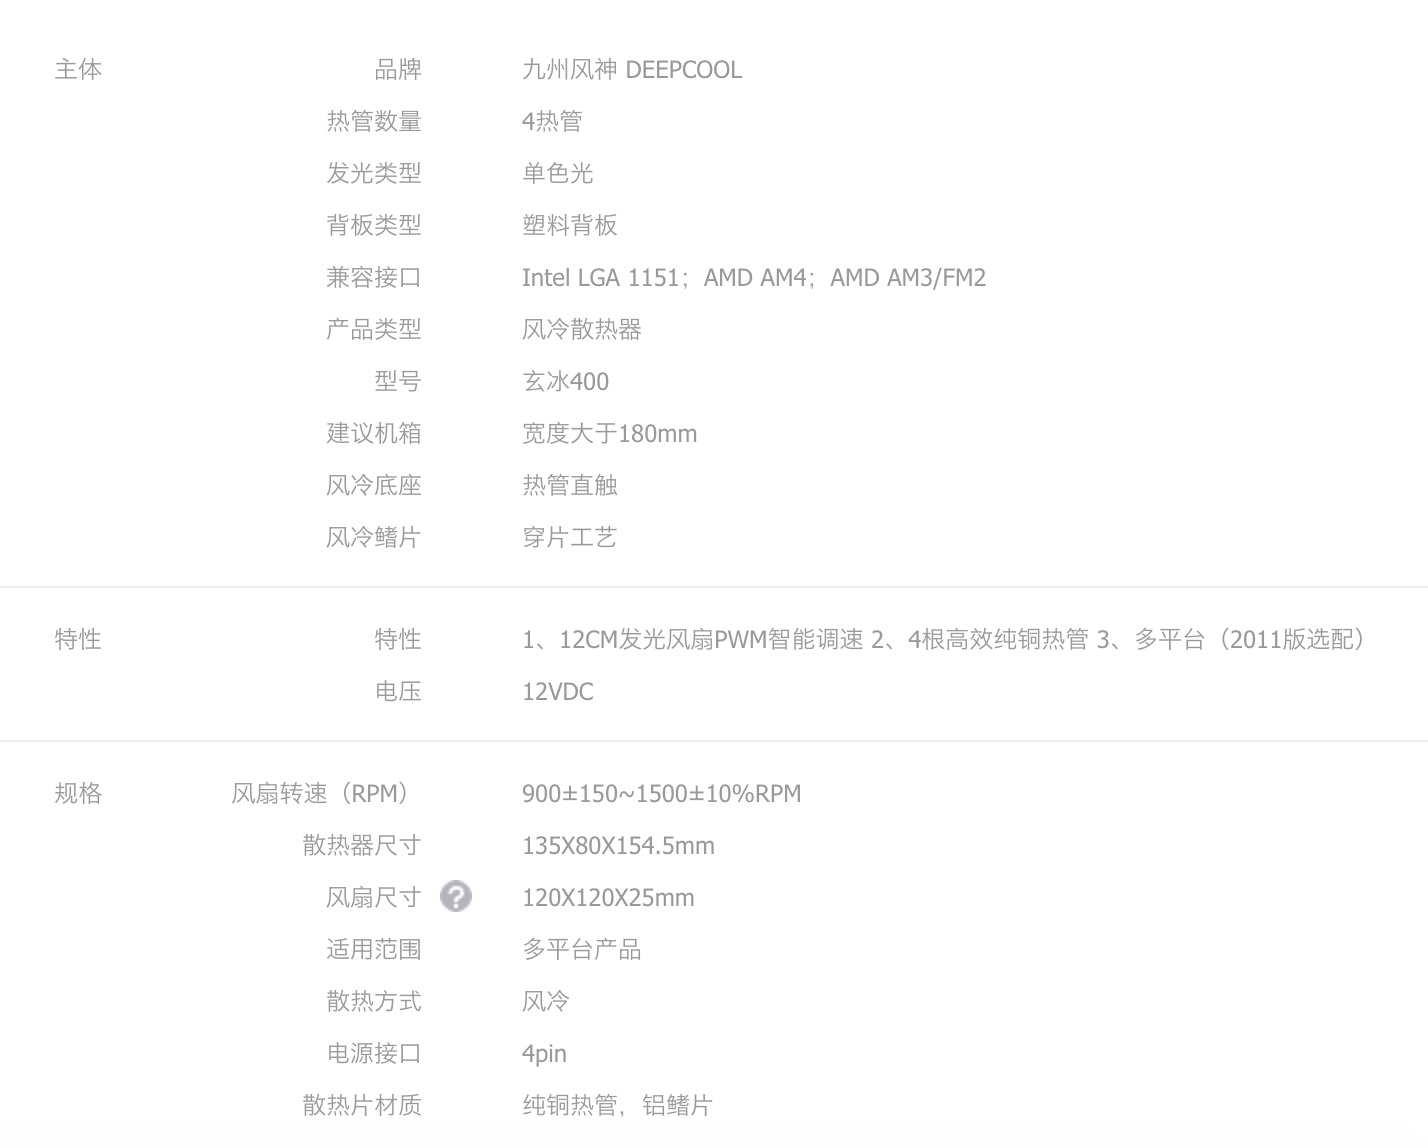 主体 品牌 九州风神 DEEPCOOL
热管数量 4热管
发光类型 单色光
背板类型 塑料背板
兼容接口 Intel LGA 1151；AMD AM4；AMD AM3/FM2
产品类型 风冷散热器
型号 玄冰400
建议机箱 宽度大于180mm
风冷底座 热管直触
风冷鳍片 穿片工艺
特性 特性 1、12CM发光风扇PWM智能调速 2、4根高效纯铜热管 3、多平台（2011版选配）
电压 12VDC
规格 风扇转速（RPM） 900±150~1500±10%RPM
散热器尺寸 135X80X154.5mm
风扇尺寸 ? 120X120X25mm
适用范围 多平台产品
散热方式 风冷
电源接口 4pin
散热片材质 纯铜热管，铝鳍片